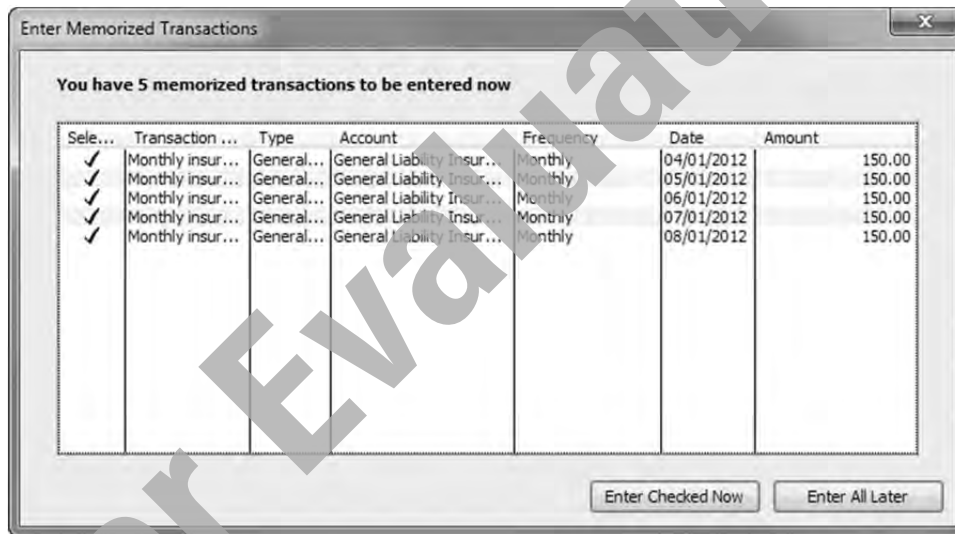 Enter Memorized Transactions
x
You have 5 memorized transactions to be entered now
Sele... Transaction ... Type Account Frequency Date Amount
✓ Monthly insur... General... General Liability Insur... Monthly 04/01/2012 150.00
✓ Monthly insur... General... General Liability Insur... Monthly 05/01/2012 150.00
✓ Monthly insur... General... General Liability Insur... Monthly 06/01/2012 150.00
✓ Monthly insur... General... General Liability Insur... Monthly 07/01/2012 150.00
✓ Monthly insur... General... General Liability Insur... Monthly 08/01/2012 150.00
Enter Checked Now Enter All Later
r Evaluati